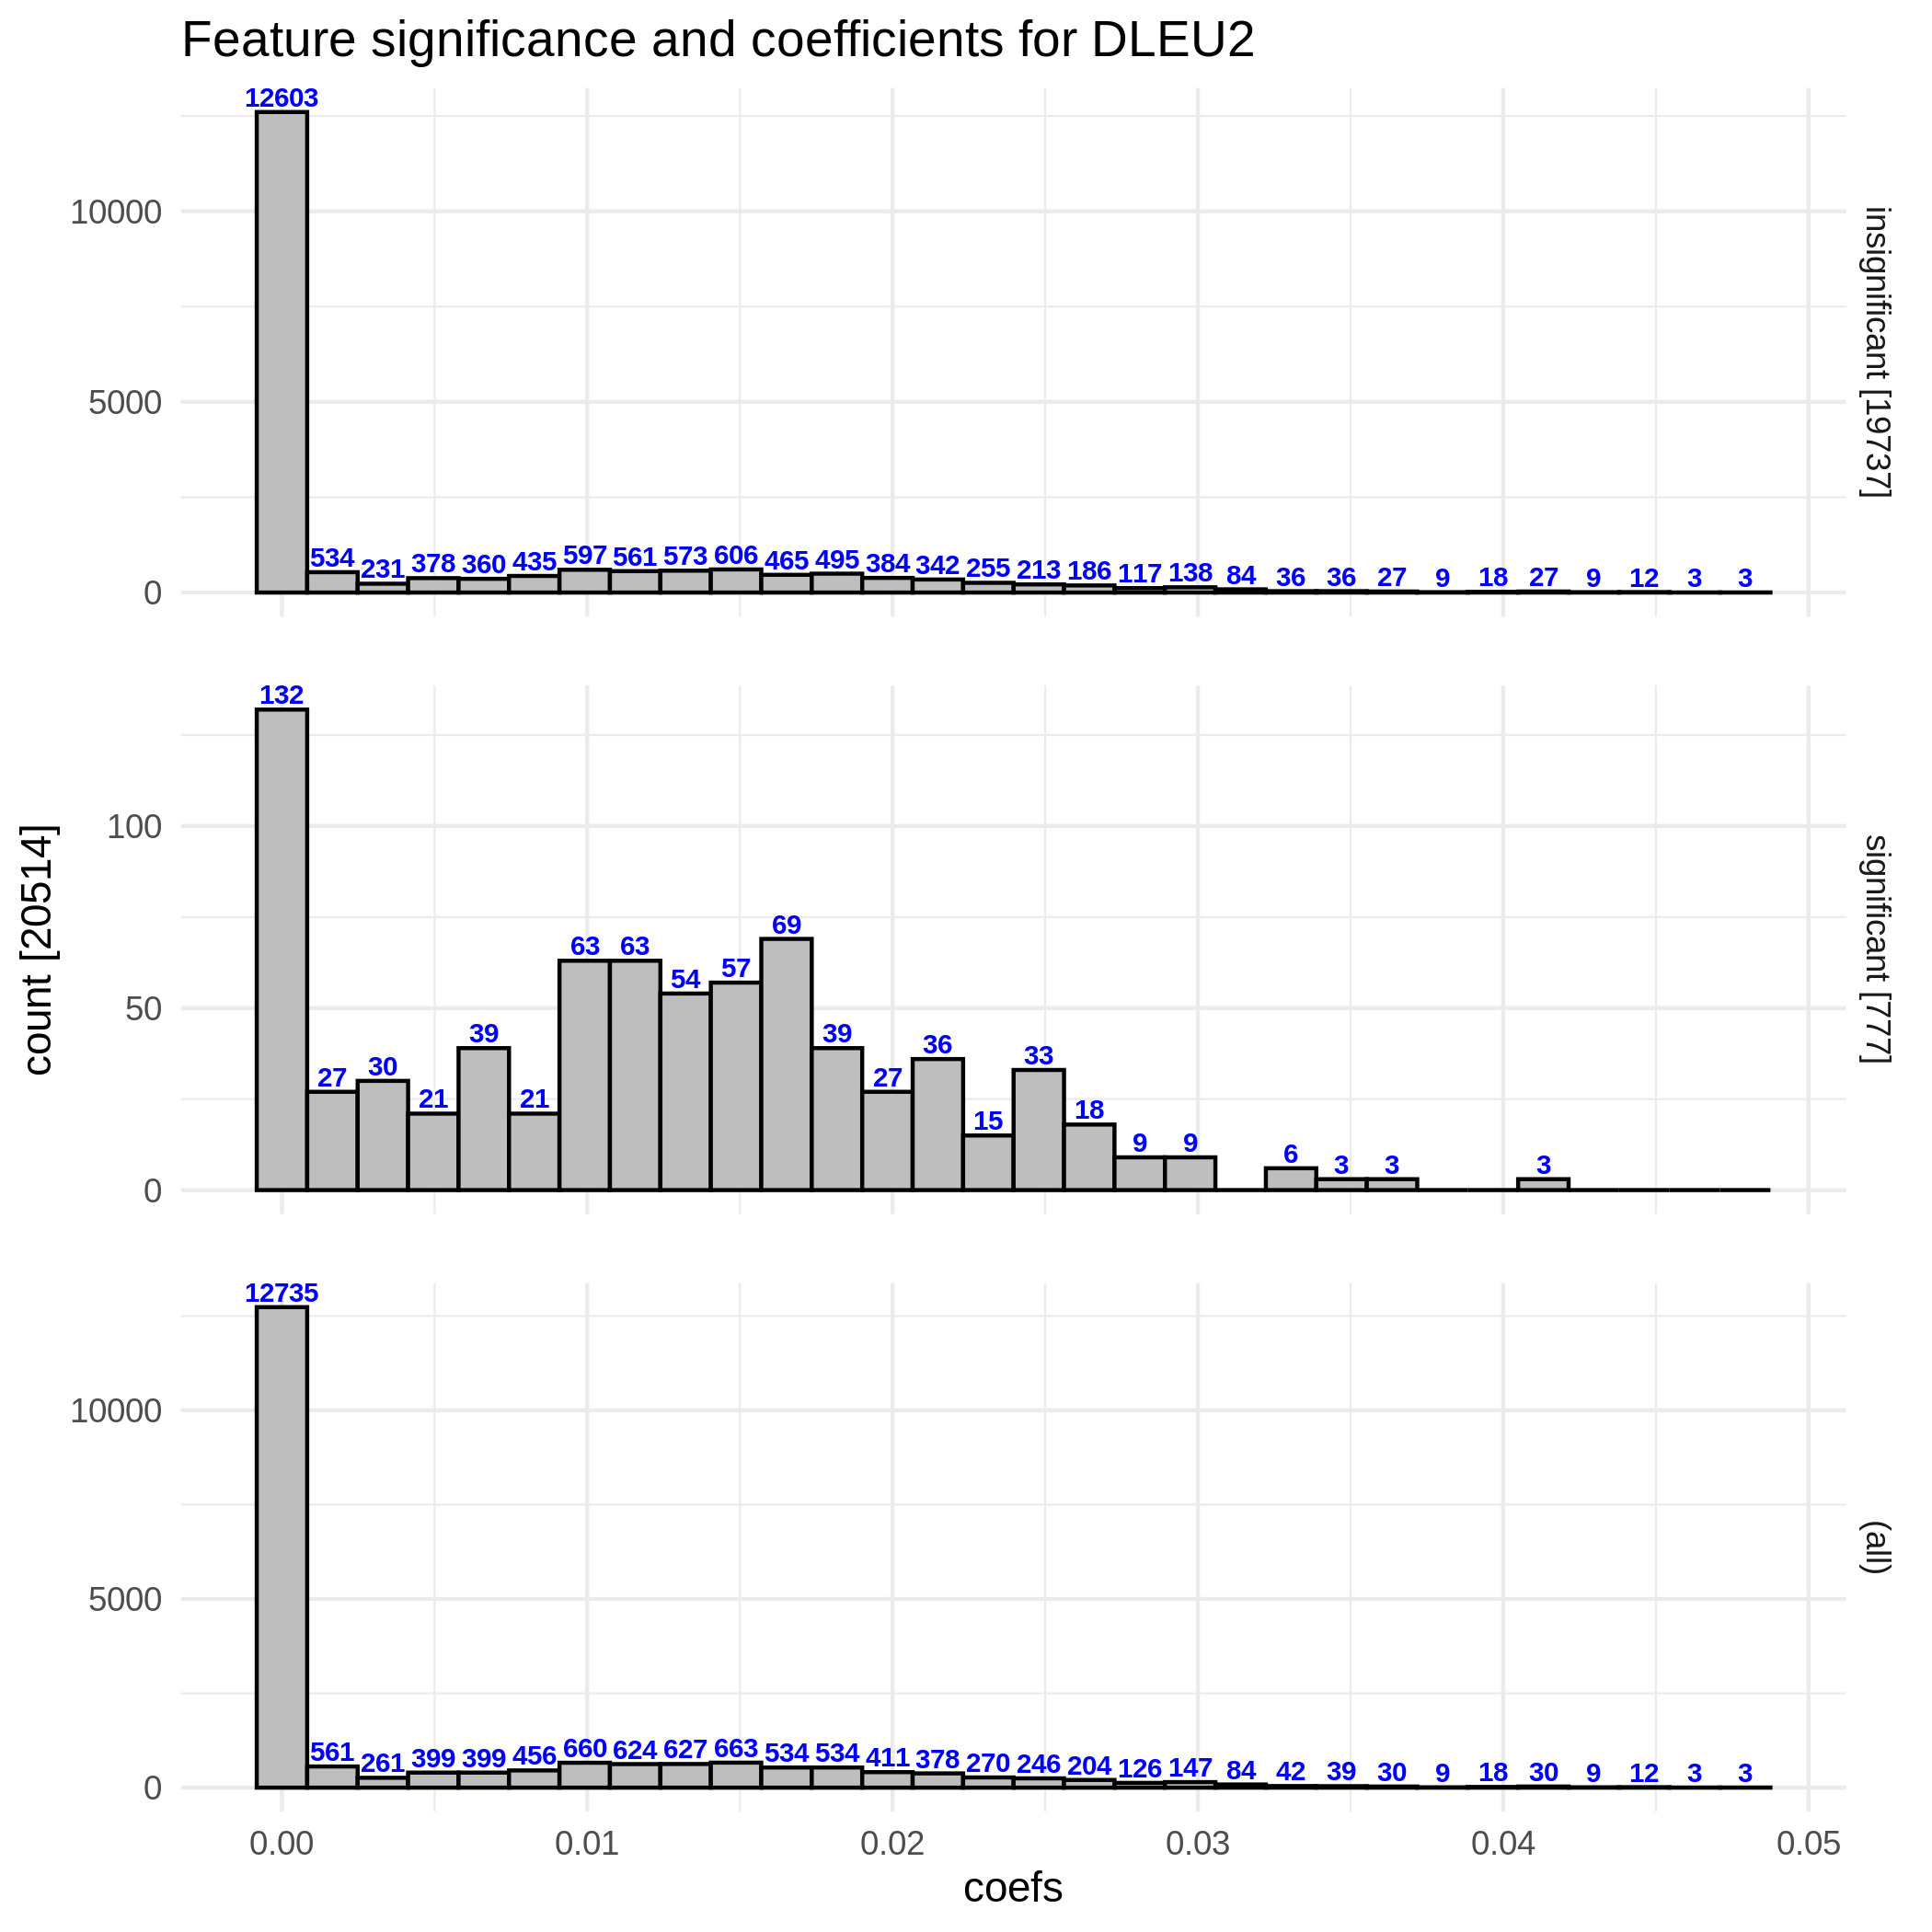 Feature significance and coefficients for DLEU2
12603
10000
5000
0
534 231 378 360 435 597 561 573 606 465 495 384 342 255 213 186 117 138 84 36 36 27 9 18 27 9 12 3 3
insignificant [19737]
132
100
50
0
27 30 21 39 21 63 63 54 57 69 39 27 36 15 33 18 9 9 6 3 3 3
significant [777]
count [20514]
12735
10000
5000
0
561 261 399 399 456 660 624 627 663 534 534 411 378 270 246 204 126 147 84 42 39 30 9 18 30 9 12 3 3
(all)
0.00 0.01 0.02 0.03 0.04 0.05
coefs